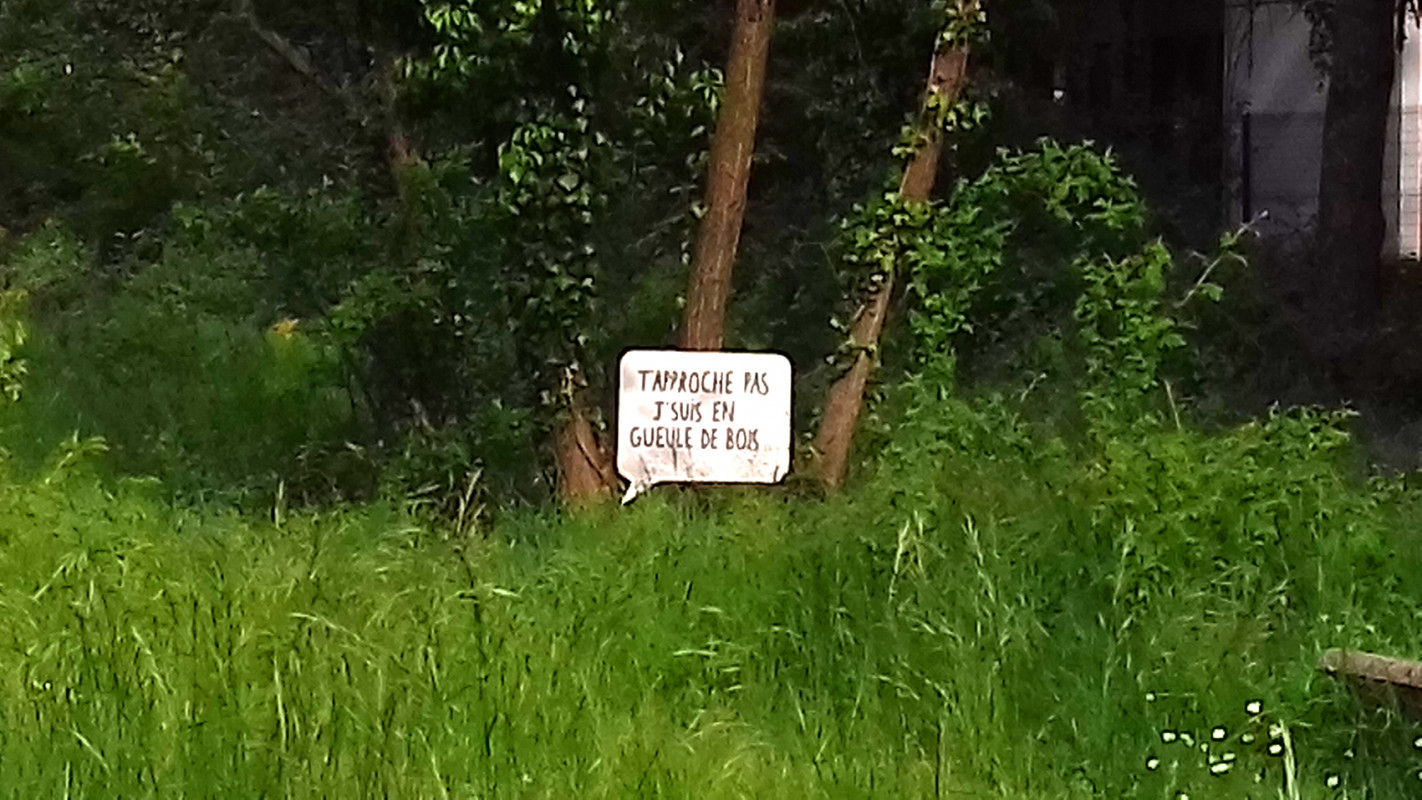 T'APPROCHE PAS
J'SUIS EN
GUEULE DE BOIS...